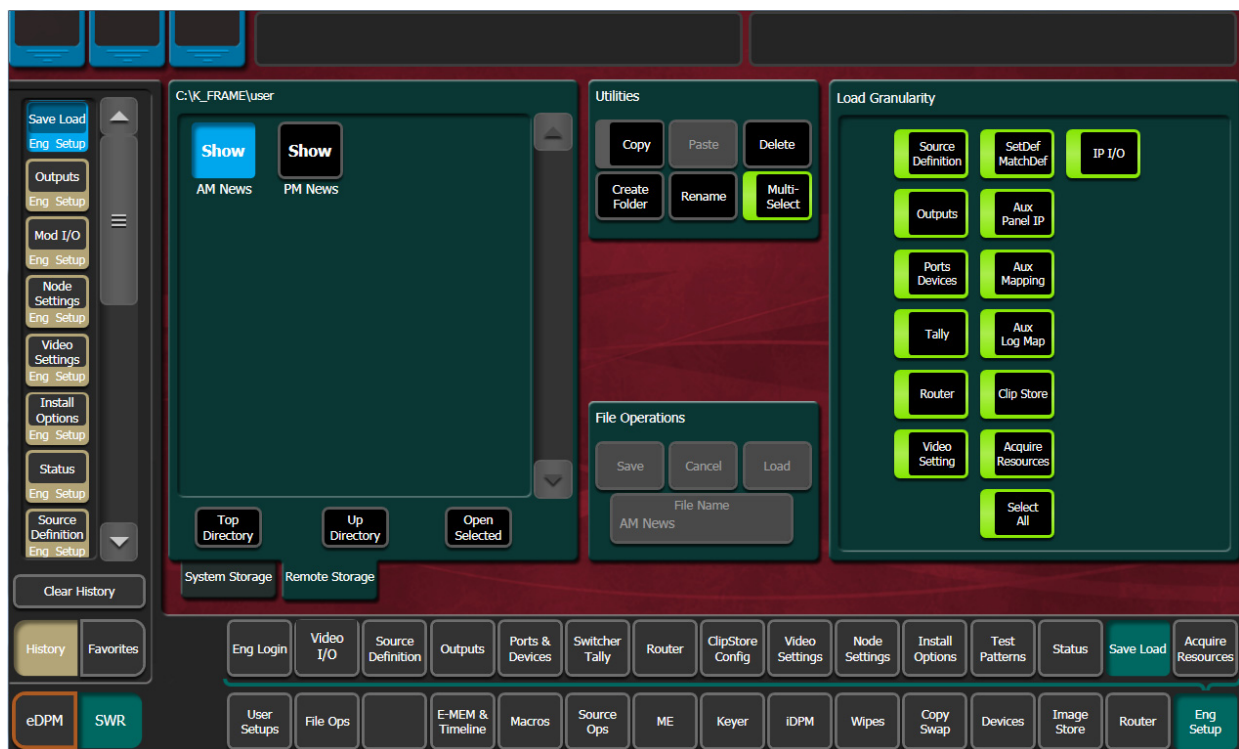 C:\K_FRAME\user
Utilities
Load Granularity
Save Load
Eng Setup
Outputs
Eng Setup
Mod I/O
Eng Setup
Node
Settings
Eng Setup
Video
Settings
Eng Setup
Install
Options
Eng Setup
Status
Eng Setup
Source
Definition
Eng Setup
Clear History
History
Favorites
eDPM
SWR
Show
AM News
Show
PM News
Top
Directory
Up
Directory
Open
Selected
System Storage
Remote Storage
Copy
Paste
Delete
Create
Folder
Rename
Multi-
Select
File Operations
Save
Cancel
Load
File Name
AM News
Source
Definition
SetDef
MatchDef
IP I/O
Outputs
Aux
Panel IP
Ports
Devices
Aux
Mapping
Tally
Aux
Log Map
Router
Clip Store
Video
Setting
Acquire
Resources
Select
All
Eng Login
Video
I/O
Source
Definition
Outputs
Ports &
Devices
Switcher
Tally
Router
ClipStore
Config
Video
Settings
Node
Settings
Install
Options
Test
Patterns
Status
Save Load
Acquire
Resources
User
Setups
File Ops
E-MEM &
Timeline
Macros
Source
Ops
ME
Keyer
iDPM
Wipes
Copy
Swap
Devices
Image
Store
Router
Eng
Setup